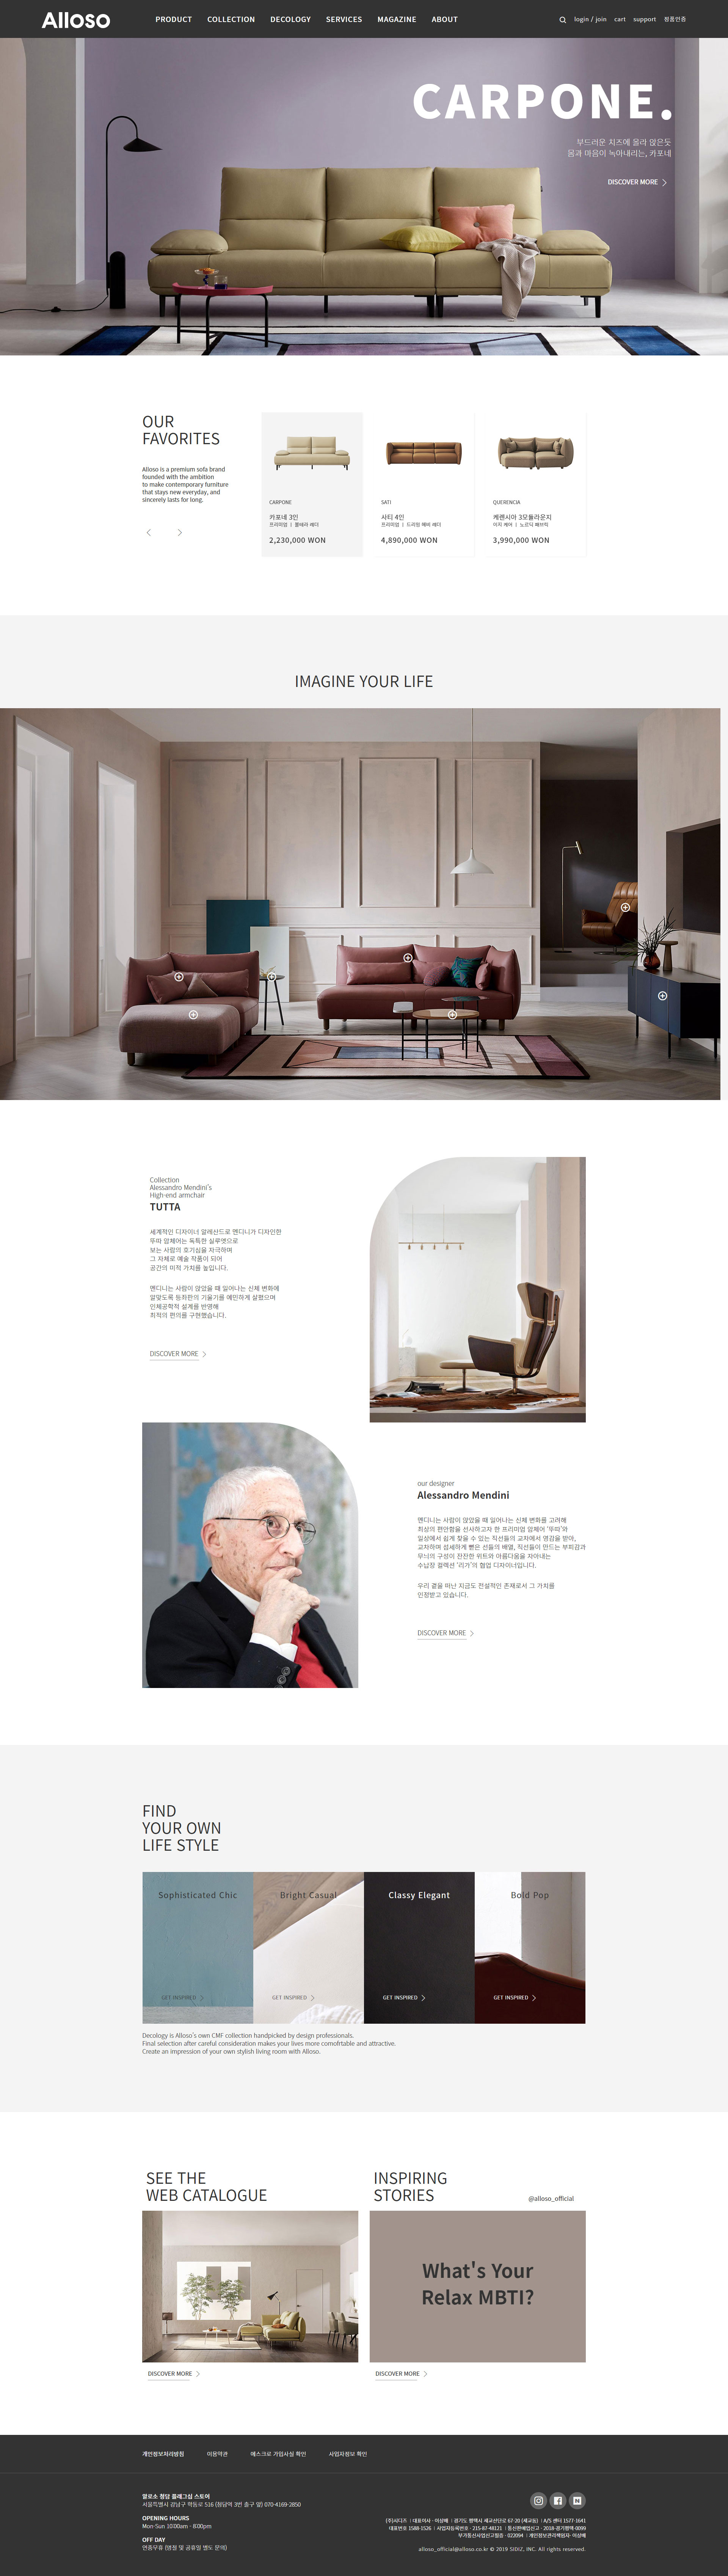 Alloso
PRODUCT COLLECTION DECOLOGY SERVICES MAGAZINE ABOUT
login / join cart support 정품인증
CARPONE.
부드러운 치즈에 올라 앉은듯
몸과 마음이 녹아내리는, 카포네
DISCOVER MORE
OUR
FAVORITES
Alloso is a premium sofa brand
founded with the ambition
to make contemporary furniture
that stays new everyday, and
sincerely lasts for long.
CARPONE
카포네 3인
프리미엄 | 볼테라 레더
2,230,000 WON
SATI
사티 4인
프리미엄 | 드라잉 헤비 레더
4,890,000 WON
QUERENCIA
케렌시아 3모듈라운지
이지 케어 | 노르딕 패브릭
3,990,000 WON
IMAGINE YOUR LIFE
Collection
Alessandro Mendini's
High-end armchair
TUTTA
세계적인 디자이너 알레산드로 멘디니가 디자인한
뚜따 암체어는 독특한 실루엣으로
보는 사람의 호기심을 자극하며
그 자체로 예술 작품이 되어
공간의 미적 가치를 높입니다.
멘디니는 사람이 앉았을 때 일어나는 신체 변화에
알맞도록 등좌판의 기울기를 예민하게 살폈으며
인체공학적 설계를 반영해
최적의 편의를 구현했습니다.
DISCOVER MORE
our designer
Alessandro Mendini
멘디니는 사람이 앉았을 때 일어나는 신체 변화를 고려해
최상의 편안함을 선사하고자 한 프리미엄 암체어 '뚜따'와
일상에서 쉽게 찾을 수 있는 직선들의 교차에서 영감을 받아,
교차하며 섬세하게 뻗은 선들의 배열, 직선들이 만드는 부피감과
무늬의 구성이 잔잔한 위트와 아름다움을 자아내는
수납장 컬렉션 '리가'의 협업 디자이너입니다.
우리 곁을 떠난 지금도 전설적인 존재로서 그 가치를
인정받고 있습니다.
DISCOVER MORE
FIND
YOUR OWN
LIFE STYLE
Sophisticated Chic Bright Casual Classy Elegant Bold Pop
GET INSPIRED GET INSPIRED GET INSPIRED GET INSPIRED
Decology is Alloso's own CMF collection handpicked by design professionals.
Final selection after careful consideration makes your lives more comofrtable and attractive.
Create an impression of your own stylish living room with Alloso.
SEE THE
WEB CATALOGUE
INSPIRING
STORIES
@alloso_official
What's Your
Relax MBTI?
DISCOVER MORE DISCOVER MORE
개인정보처리방침 이용약관 에스크로 가입사실 확인 사업자정보 확인
알로소 청담 플래그십 스토어
서울특별시 강남구 학동로 516 (청담역 3번 출구 앞) 070-4169-2850
OPENING HOURS
Mon-Sun 10:00am - 8:00pm
OFF DAY
연중무휴 (명절 및 공휴일 별도 문의)
(주)시디즈 | 대표이사 · 이상배 | 경기도 평택시 세교산단로 67-20 (세교동) | A/S 센터 1577-1641
대표번호 1588-1526 | 사업자등록번호 · 215-87-48121 | 통신판매업신고 · 2018-경기평택-0099
부가통신사업신고필증 · 022094 | 개인정보관리책임자· 이상배
alloso_official@alloso.co.kr © 2019 SIDIZ, INC. All rights reserved.